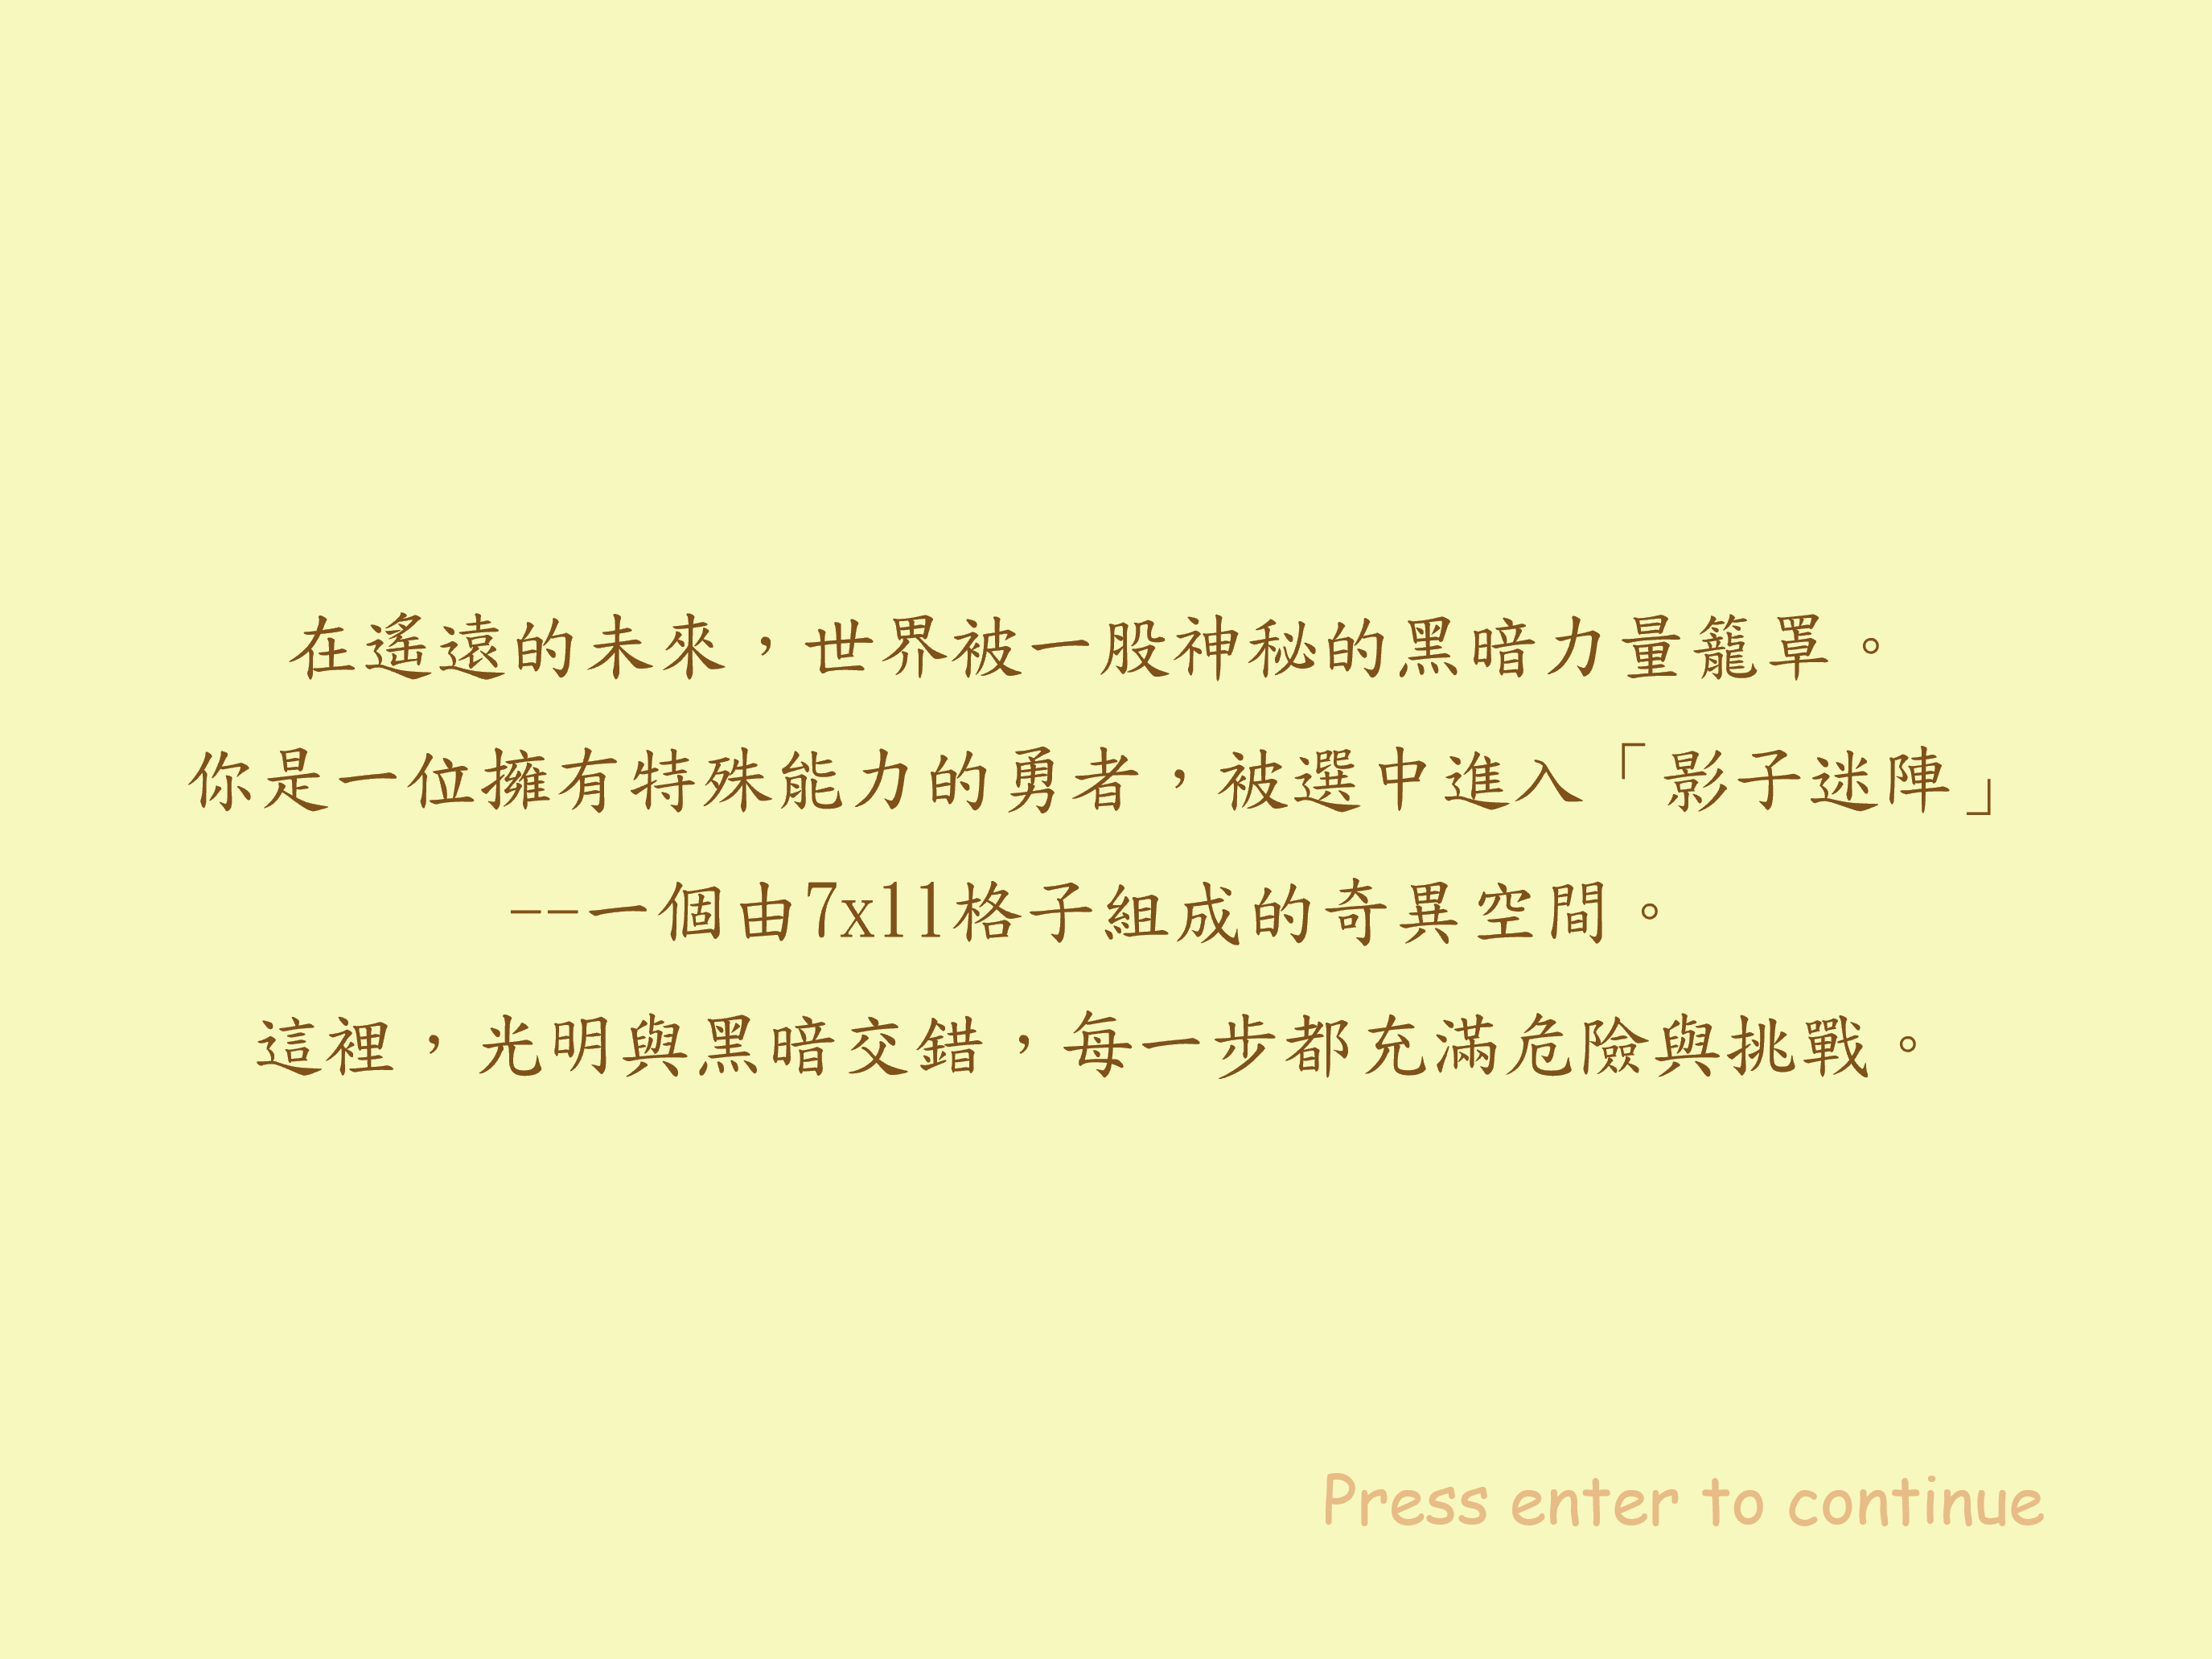 在遙遠的未來，世界被一股神秘的黑暗力量籠罩。
你是一位擁有特殊能力的勇者，被選中進入「影子迷陣」
--一個由7x11格子組成的奇異空間。
這裡，光明與黑暗交錯，每一步都充滿危險與挑戰。
Press enter to continue